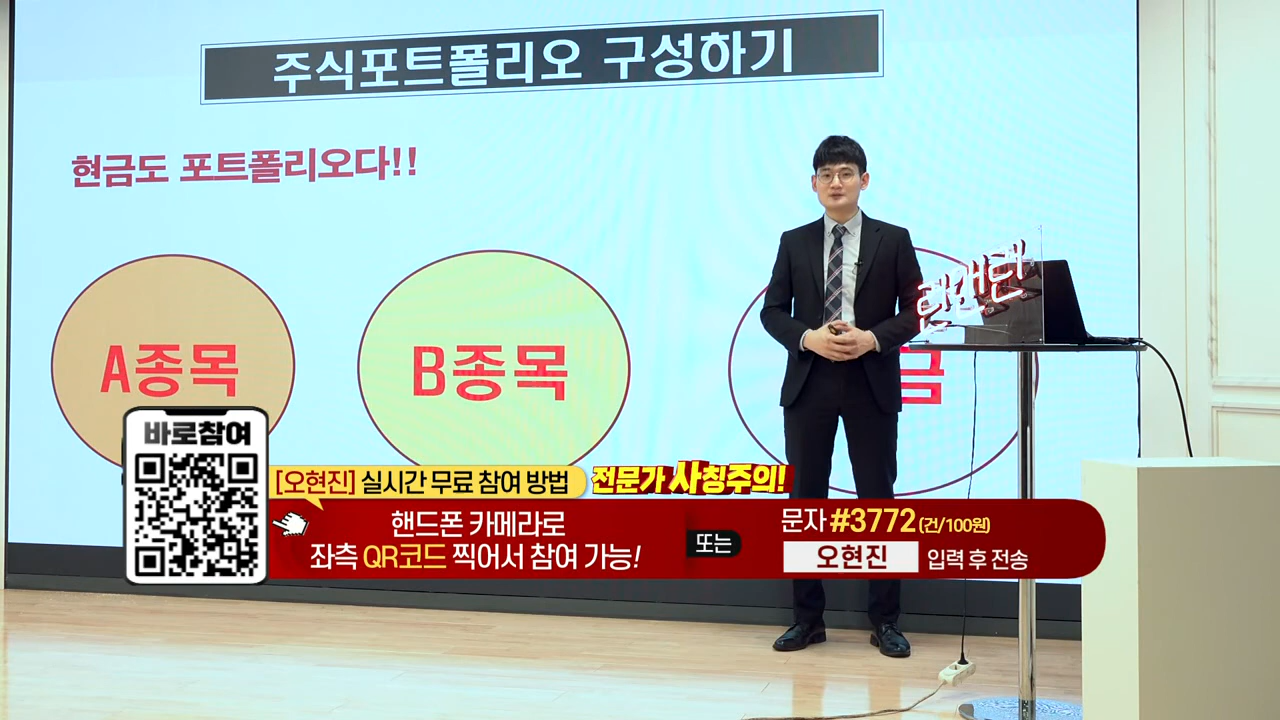 주식포트폴리오 구성하기
현금도 포트폴리오다!!
A종목
B종목
금
텐앤텐
바로참여
[오현진] 실시간 무료 참여 방법
전문가 사칭주의!
핸드폰 카메라로
좌측 QR코드 찍어서 참여 가능!
또는
문자 #3772 (건/100원)
오현진 입력 후 전송